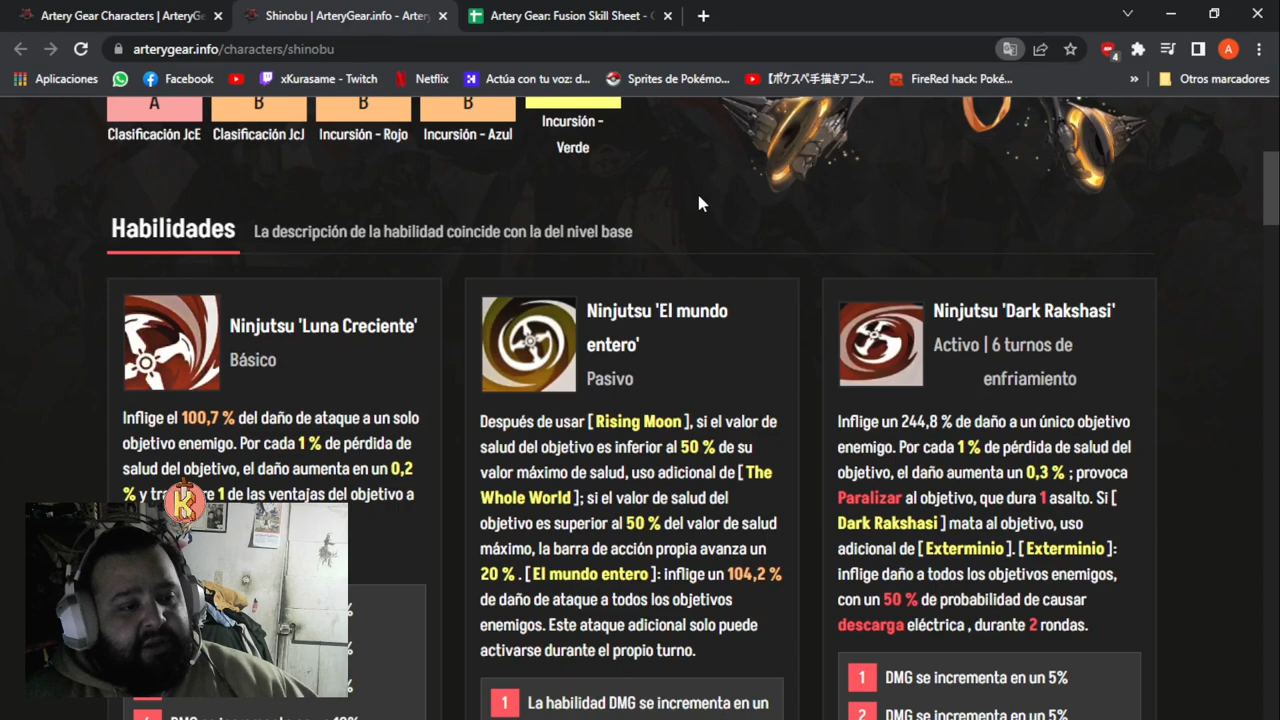 Artery Gear Characters | ArteryGe
Shinobu | ArteryGear.info - Arter
Artery Gear: Fusion Skill Sheet - G
arterygear.info/characters/shinobu
4
A
Aplicaciones
Facebook
xKurasame - Twitch
Netflix
Actúa con tu voz: d...
Sprites de Pokémo...
【ポケスペ手描きアニメ...
FireRed hack: Poké...
»
Otros marcadores
A
B
B
B
Clasificación JcE
Clasificación JcJ
Incursión - Rojo
Incursión - Azul
Incursión -
Verde
Habilidades
La descripción de la habilidad coincide con la del nivel base
Ninjutsu 'Luna Creciente'
Básico
Inflige el 100,7 % del daño de ataque a un solo
objetivo enemigo. Por cada 1 % de pérdida de
salud del objetivo, el daño aumenta en un 0,2
% y 1 de las ventajas del objetivo a
K
%
%
%
Ninjutsu 'El mundo
entero'
Pasivo
Después de usar [ Rising Moon ], si el valor de
salud del objetivo es inferior al 50 % de su
valor máximo de salud, uso adicional de [ The
Whole World ]; si el valor de salud del
objetivo es superior al 50 % del valor de salud
máximo, la barra de acción propia avanza un
20 % . [ El mundo entero ]: inflige un 104,2 %
de daño de ataque a todos los objetivos
enemigos. Este ataque adicional solo puede
activarse durante el propio turno.
1 La habilidad DMG se incrementa en un
Ninjutsu 'Dark Rakshasi'
Activo | 6 turnos de
enfriamiento
Inflige un 244,8 % de daño a un único objetivo
enemigo. Por cada 1 % de pérdida de salud del
objetivo, el daño aumenta un 0,3 % ; provoca
Paralizar al objetivo, que dura 1 asalto. Si [
Dark Rakshasi ] mata al objetivo, uso
adicional de [ Exterminio ]. [ Exterminio ]:
inflige daño a todos los objetivos enemigos,
con un 50 % de probabilidad de causar
descarga eléctrica , durante 2 rondas.
1 DMG se incrementa en un 5%
2 DMG se incrementa en un 5%